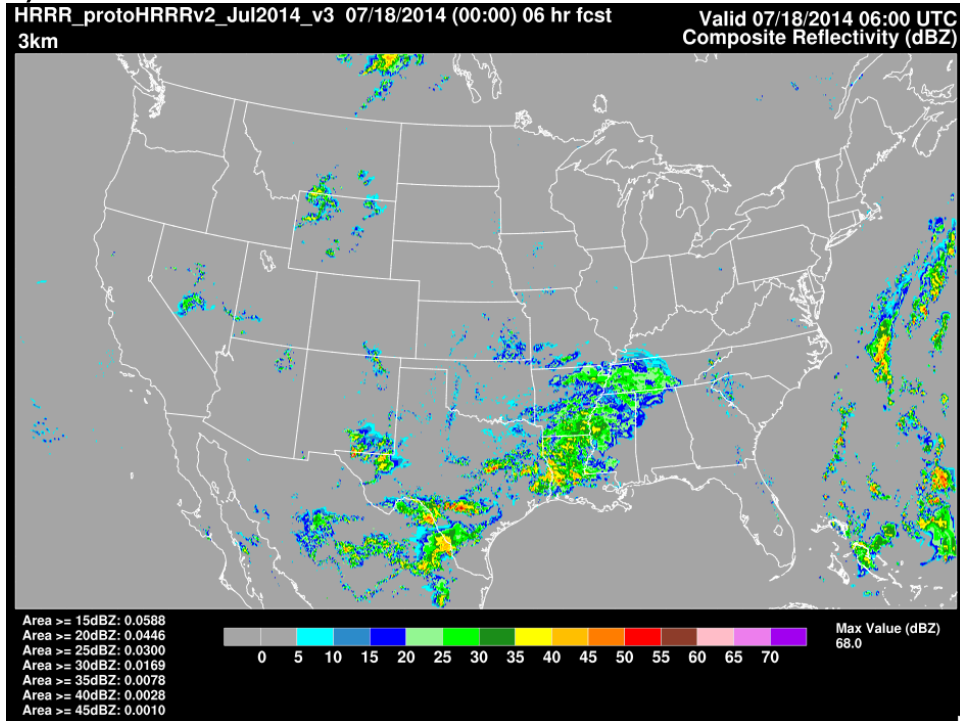 HRRR_protoHRRRv2_Jul2014_v3 07/18/2014 (00:00) 06 hr fcst
Valid 07/18/2014 06:00 UTC
3km
Composite Reflectivity (dBZ)
Area >= 15dBZ: 0.0588
Area >= 20dBZ: 0.0446
Area >= 25dBZ: 0.0300
Area >= 30dBZ: 0.0169
Area >= 35dBZ: 0.0078
Area >= 40dBZ: 0.0028
Area >= 45dBZ: 0.0010
0 5 10 15 20 25 30 35 40 45 50 55 60 65 70
Max Value (dBZ)
68.0